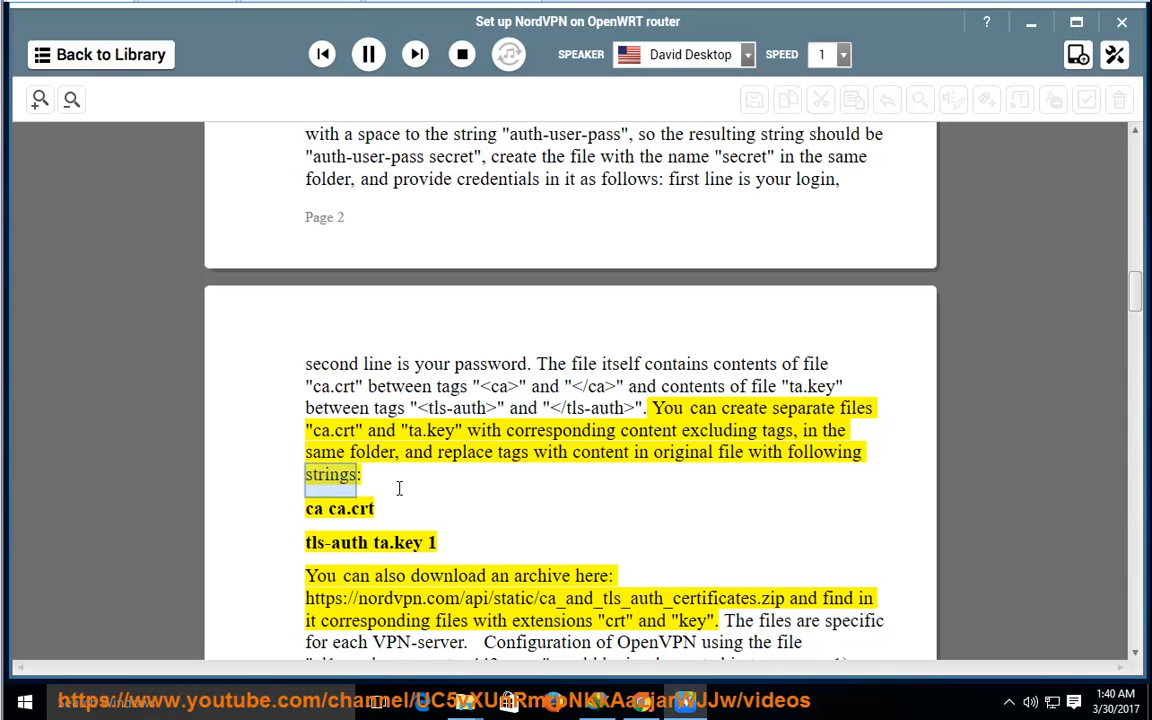 Set up NordVPN on OpenWRT router
Back to Library
SPEAKER David Desktop SPEED 1
with a space to the string "auth-user-pass", so the resulting string should be
"auth-user-pass secret", create the file with the name "secret" in the same
folder, and provide credentials in it as follows: first line is your login,
Page 2
second line is your password. The file itself contains contents of file
"ca.crt" between tags "<ca>" and "</ca>" and contents of file "ta.key"
between tags "<tls-auth>" and "</tls-auth>". You can create separate files
"ca.crt" and "ta.key" with corresponding content excluding tags, in the
same folder, and replace tags with content in original file with following
strings:
ca ca.crt
tls-auth ta.key 1
You can also download an archive here:
https://nordvpn.com/api/static/ca_and_tls_auth_certificates.zip and find in
it corresponding files with extensions "crt" and "key". The files are specific
for each VPN-server. Configuration of OpenVPN using the file
Search Windows
1:40 AM
3/30/2017